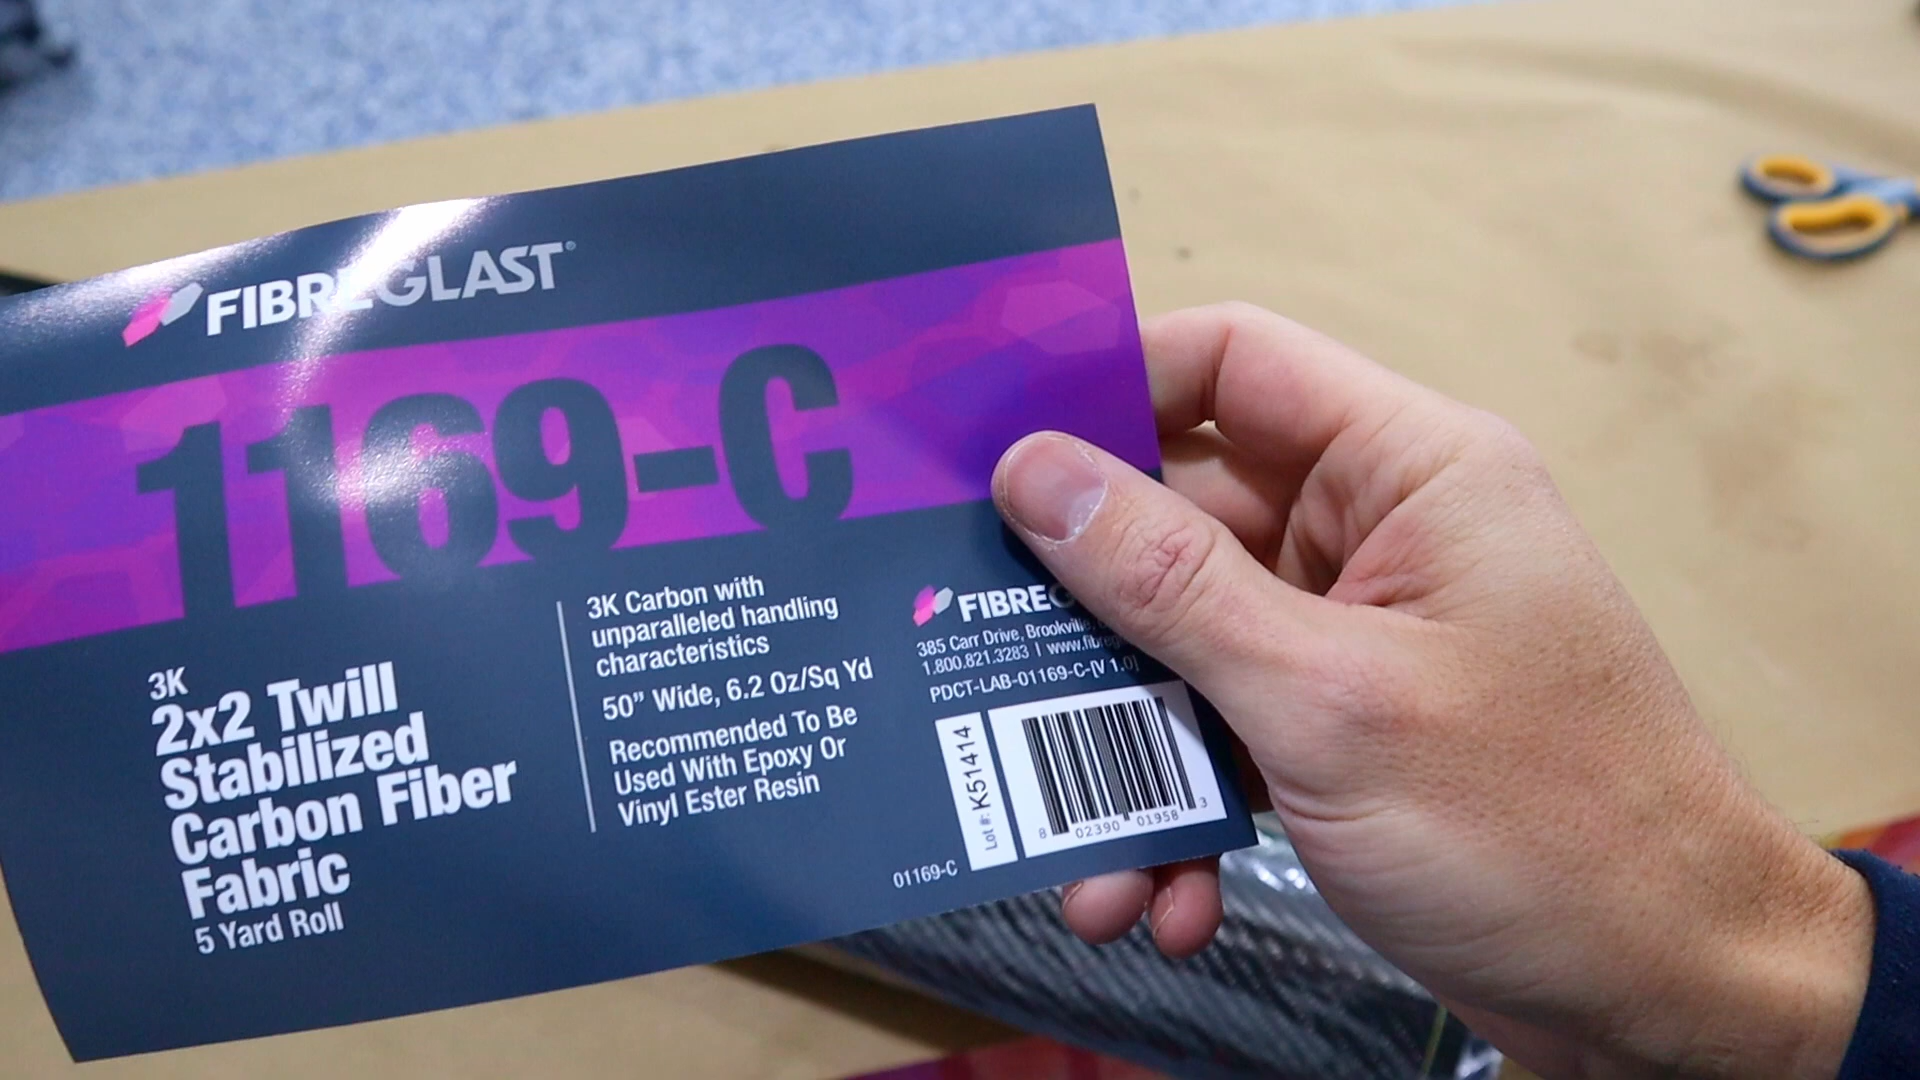 FIBREGLAST®
1169-C
3K
2x2 Twill
Stabilized
Carbon Fiber
Fabric
5 Yard Roll
3K Carbon with
unparalleled handling
characteristics
50” Wide, 6.2 Oz/Sq Yd
Recommended To Be
Used With Epoxy Or
Vinyl Ester Resin
FIBREG
385 Carr Drive, Brookville,
1.800.821.3283 | www.fibreg
PDCT-LAB-01169-C-[V 1.0]
Lot #: K51414
8 02390 01958 3
01169-C